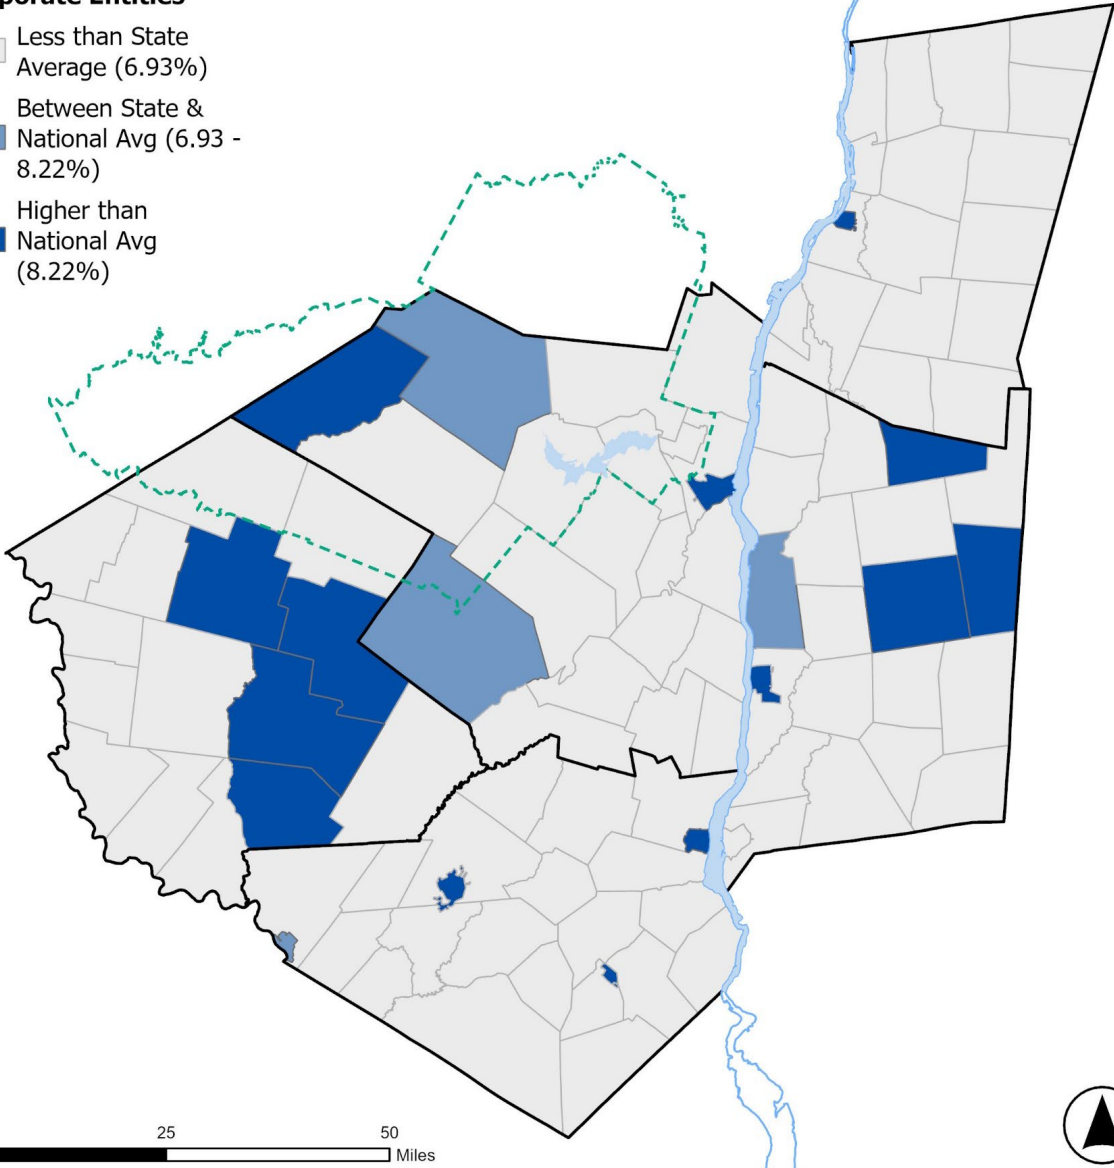 porate Entities
Less than State
Average (6.93%)
Between State &
National Avg (6.93 -
8.22%)
Higher than
National Avg
(8.22%)
25
50
Miles